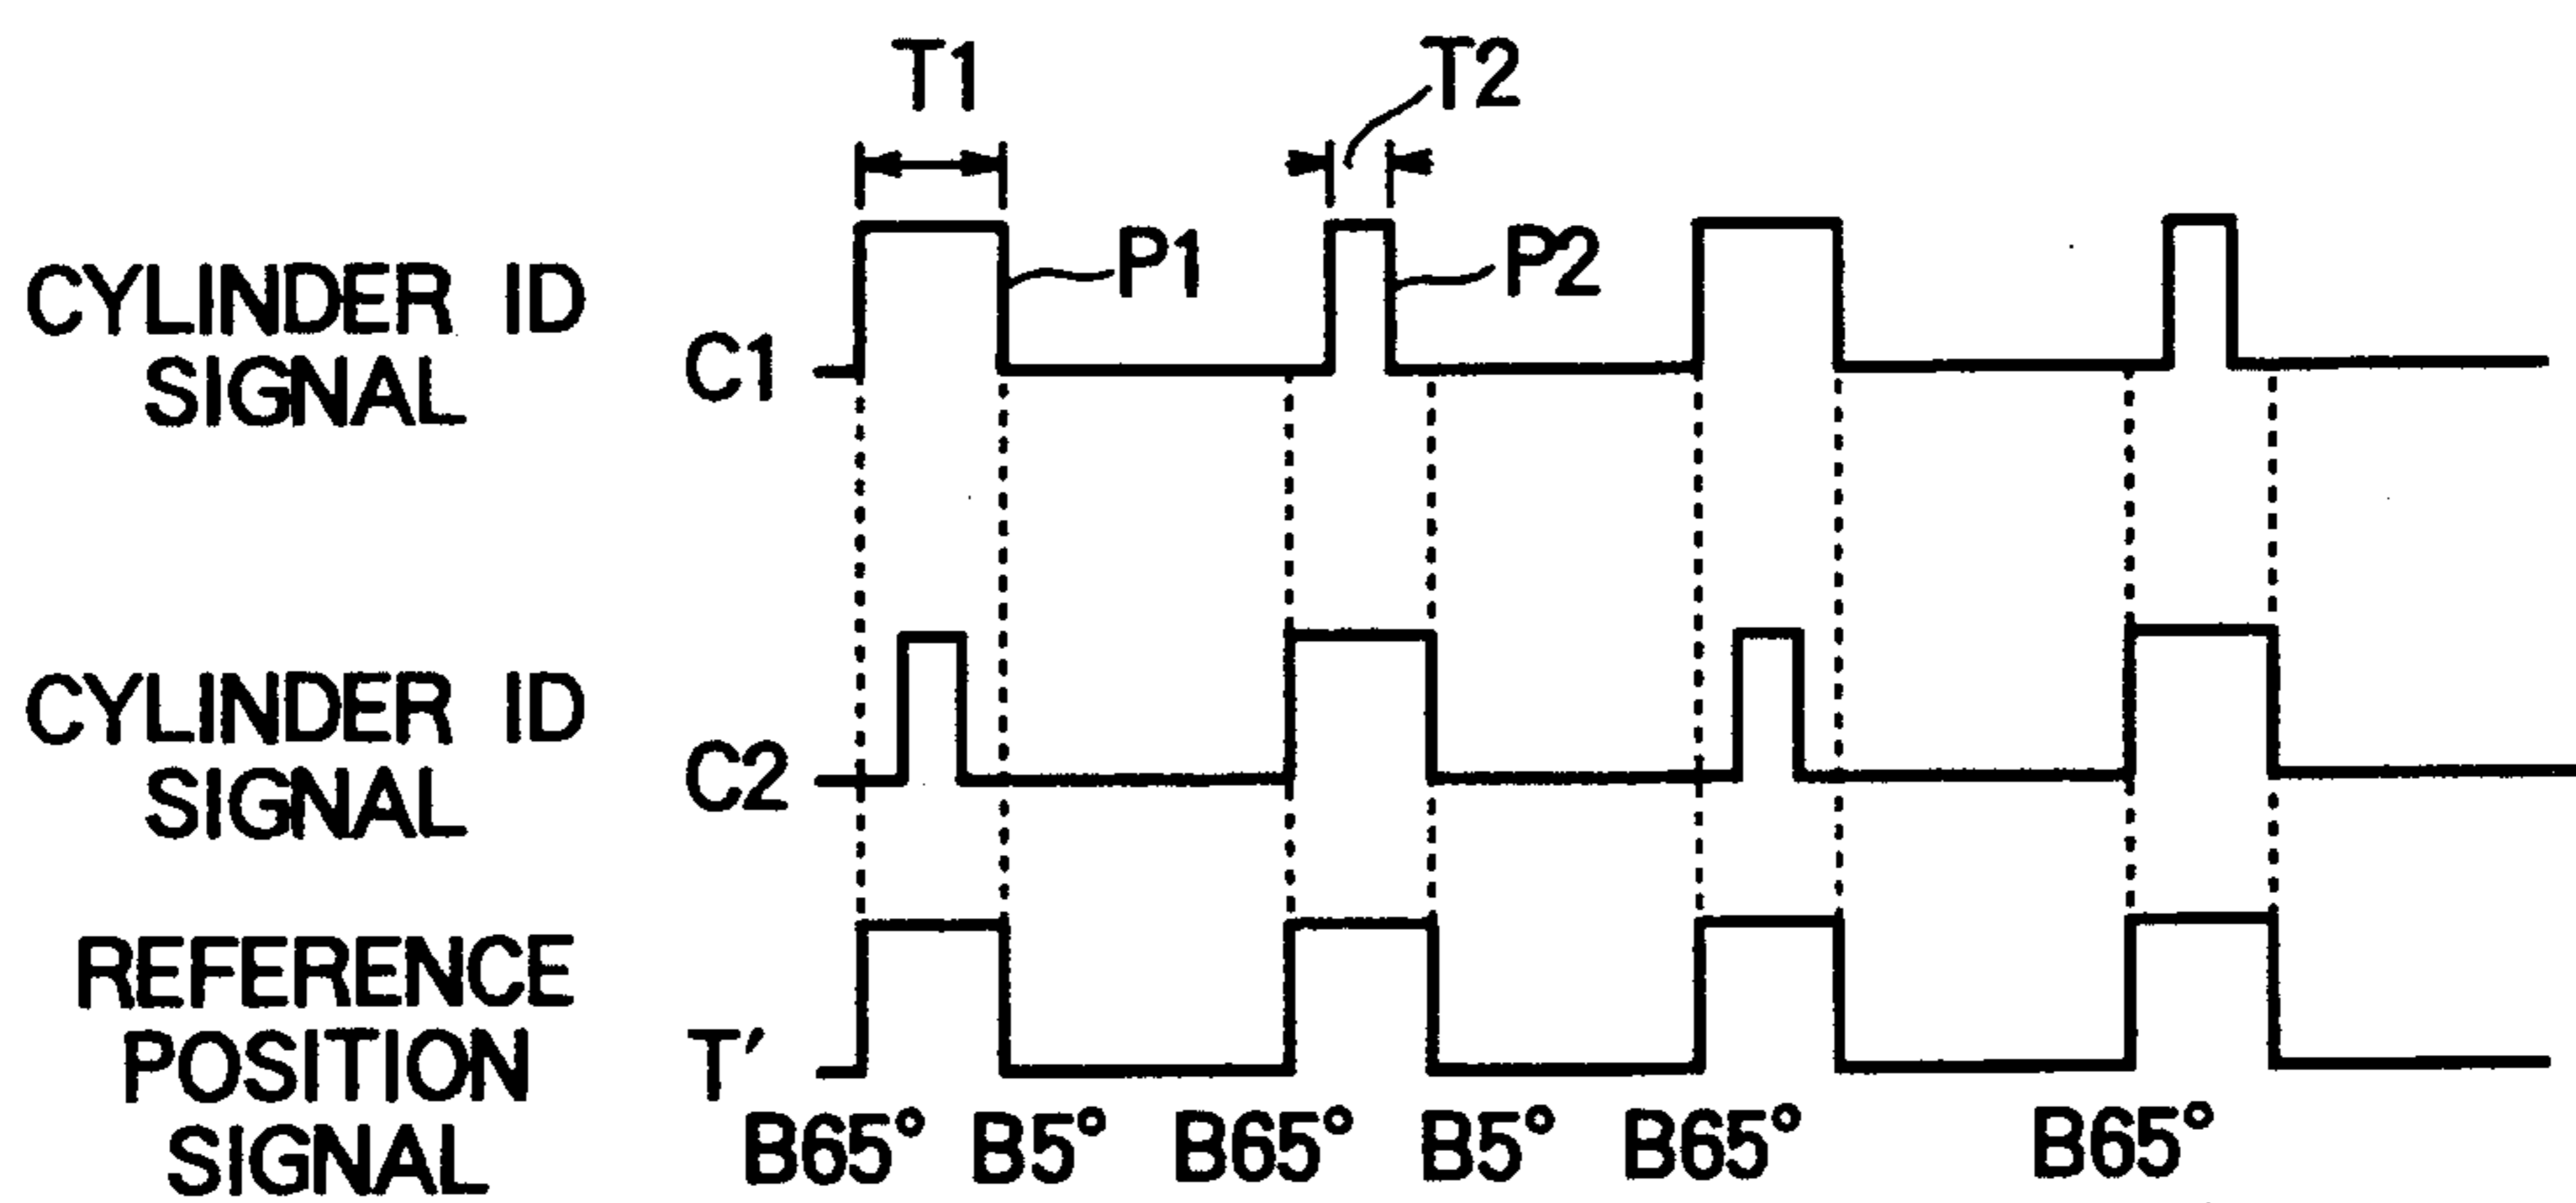 T1
T2
CYLINDER ID
SIGNAL
C1
P1
P2
CYLINDER ID
SIGNAL
C2
REFERENCE
POSITION
SIGNAL
T′
B65° B5° B65° B5° B65° B65°